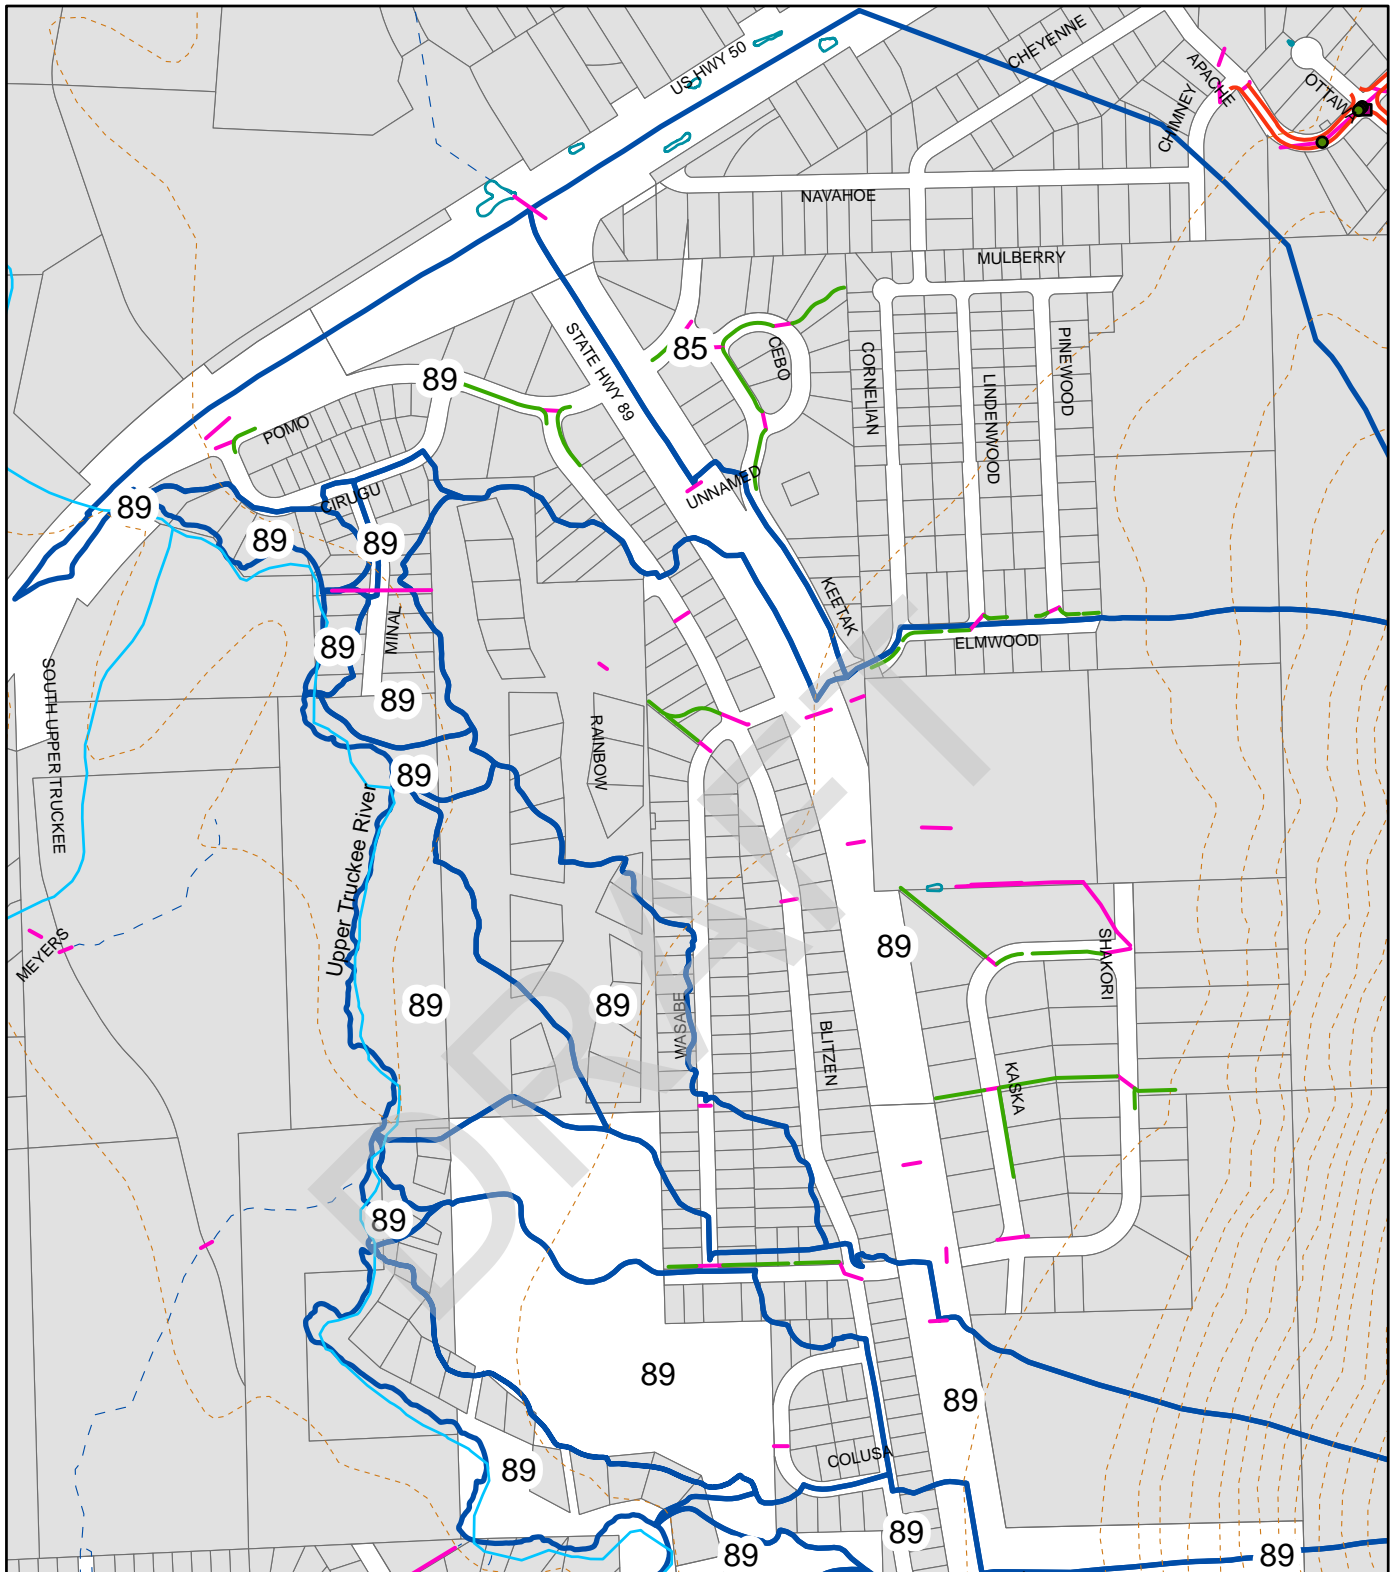 US HWY 50
CHEYENNE
APACHE
OTTAWA
CHIMNEY
NAVAHOE
MULBERRY
STATE HWY 89
85
CEBO
CORNELIAN
LINDENWOOD
PINEWOOD
89
POMO
UNNAMED
CIRUGU
89
89
89
KEETAK
ELMWOOD
MINAL
89
89
SOUTH UPPER TRUCKEE
RAINBOW
89
Upper Truckee River
MEYERS
89
SHAKORI
89
89
WASABE
BLITZEN
KASKA
DRAFT
89
89
89
COLUSA
89
89
89
89